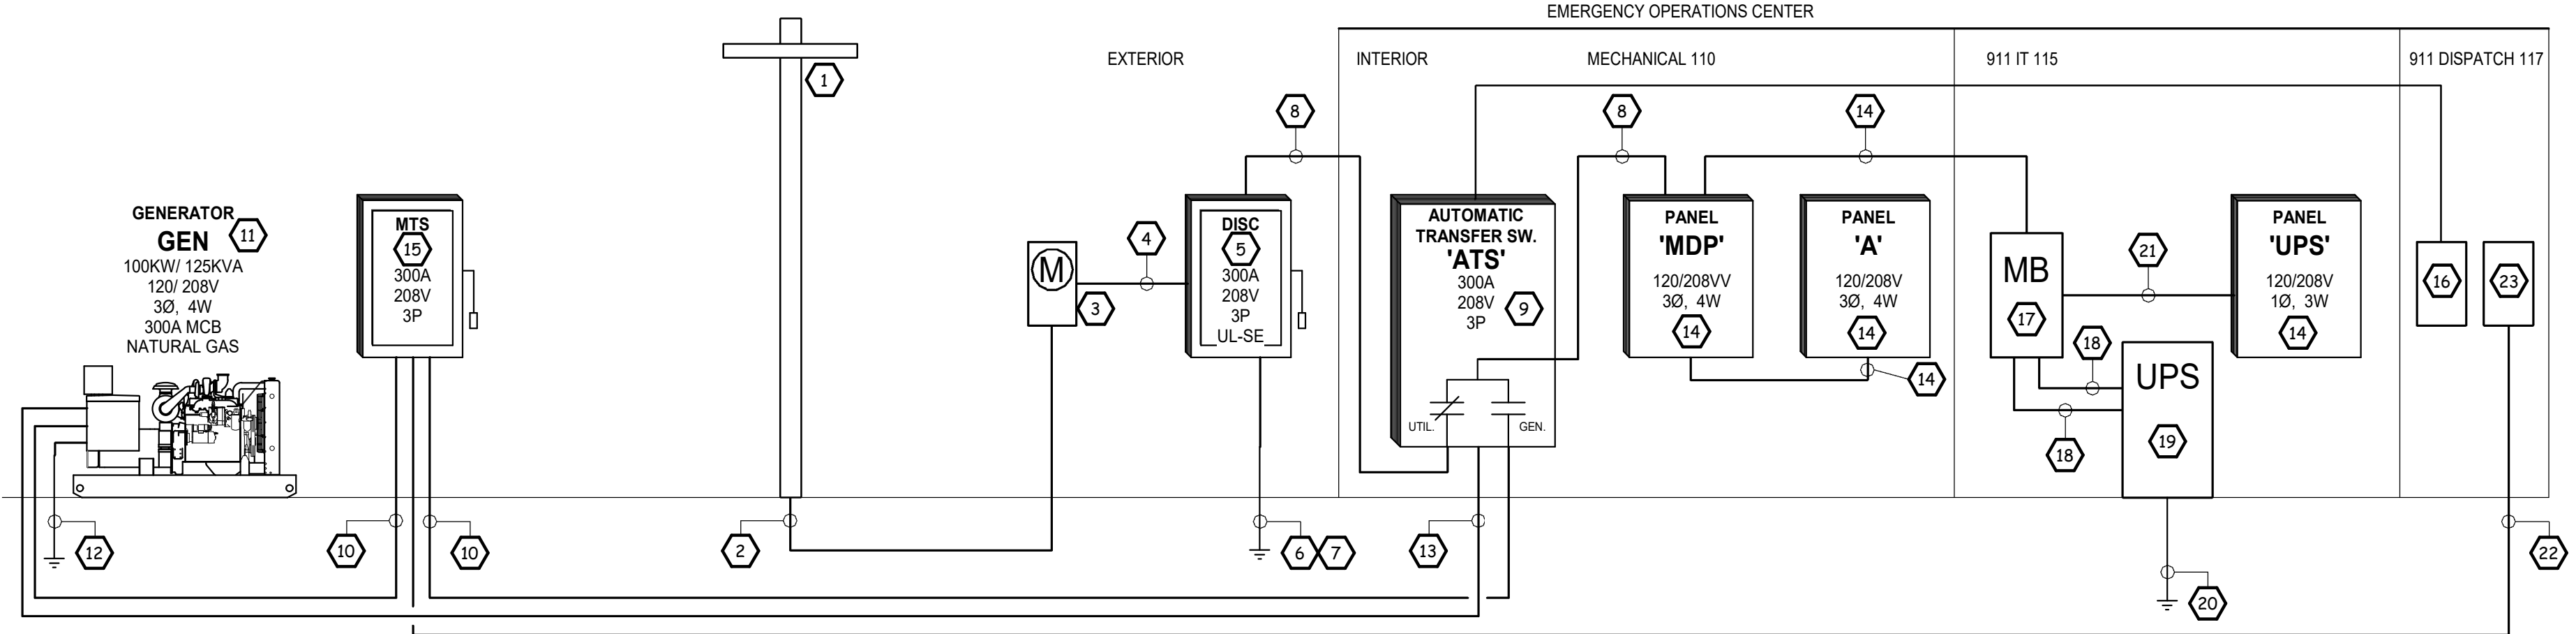 EMERGENCY OPERATIONS CENTER
EXTERIOR
INTERIOR
MECHANICAL 110
911 IT 115
911 DISPATCH 117
1
8
8
14
GENERATOR
GEN
11
100KW/ 125KVA
120/ 208V
3Ø, 4W
300A MCB
NATURAL GAS
MTS
15
300A
208V
3P
M
3
4
DISC
5
300A
208V
3P
UL-SE
AUTOMATIC
TRANSFER SW.
'ATS'
300A
208V
3P
9
UTIL.
GEN.
PANEL
'MDP'
120/208VV
3Ø, 4W
14
PANEL
'A'
120/208V
3Ø, 4W
14
14
MB
17
21
18
18
UPS
19
PANEL
'UPS'
120/208V
1Ø, 3W
14
16
23
12
10
10
2
6
7
13
20
22